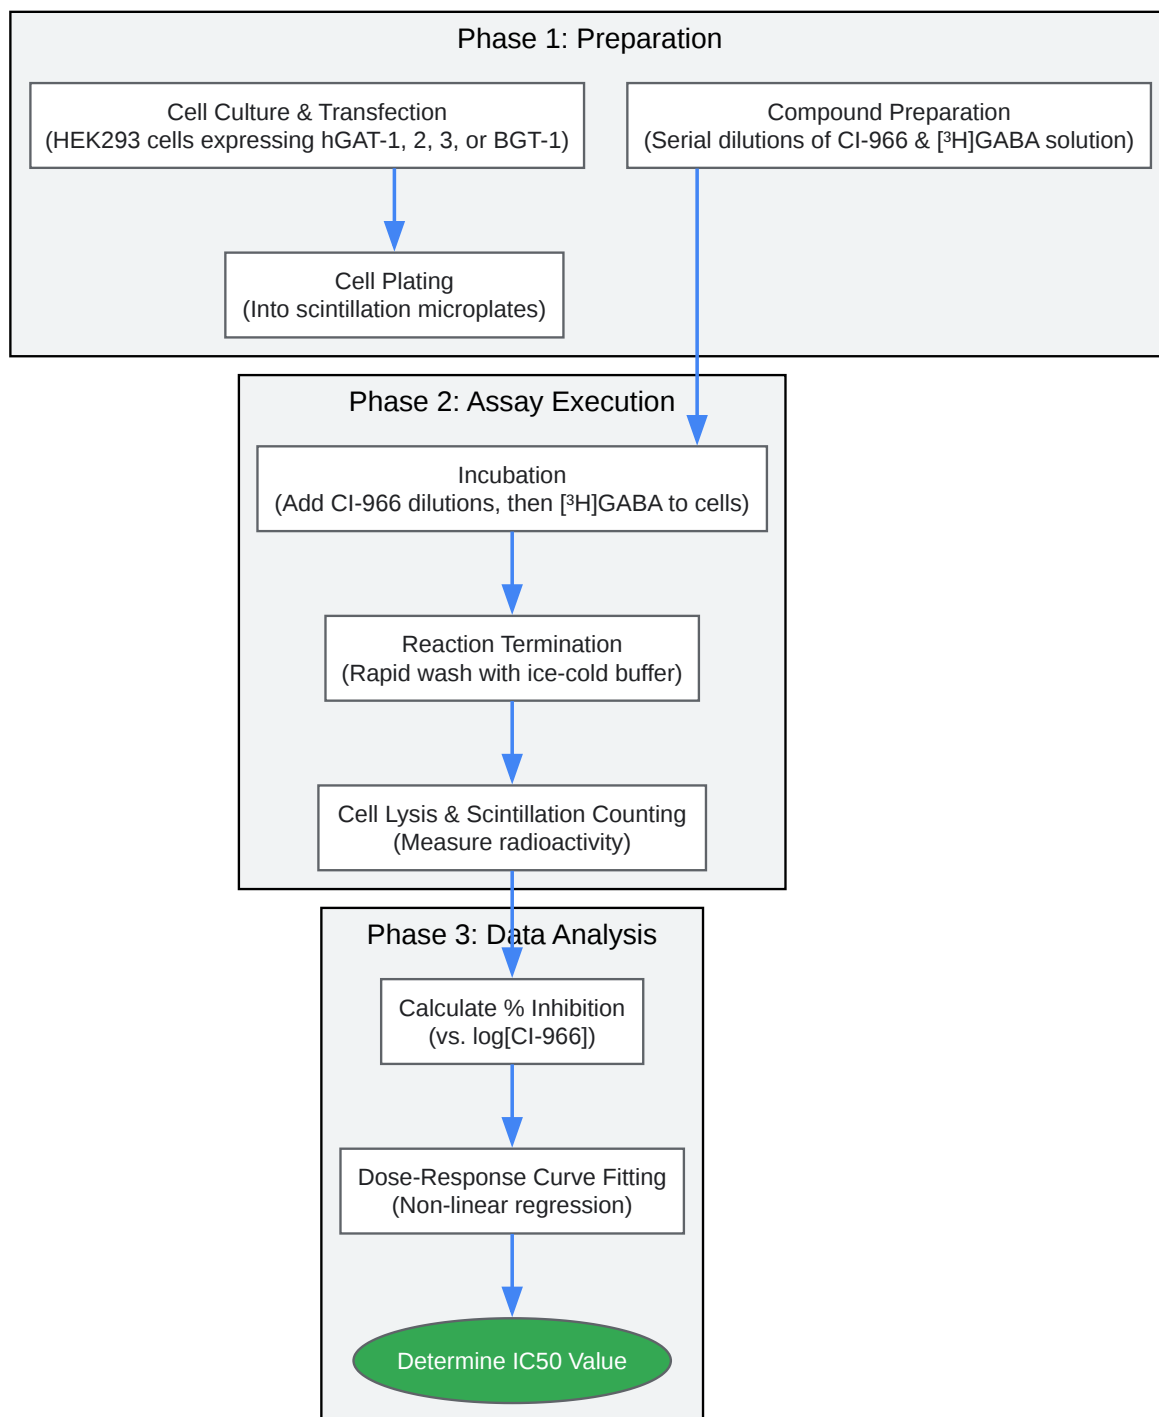 Phase 1: Preparation
Cell Culture & Transfection
(HEK293 cells expressing hGAT-1, 2, 3, or BGT-1)
Compound Preparation
(Serial dilutions of CI-966 & [³H]GABA solution)
Cell Plating
(Into scintillation microplates)
Phase 2: Assay Execution
Incubation
(Add CI-966 dilutions, then [³H]GABA to cells)
Reaction Termination
(Rapid wash with ice-cold buffer)
Cell Lysis & Scintillation Counting
(Measure radioactivity)
Phase 3: Data Analysis
Calculate % Inhibition
(vs. log[CI-966])
Dose-Response Curve Fitting
(Non-linear regression)
Determine IC50 Value